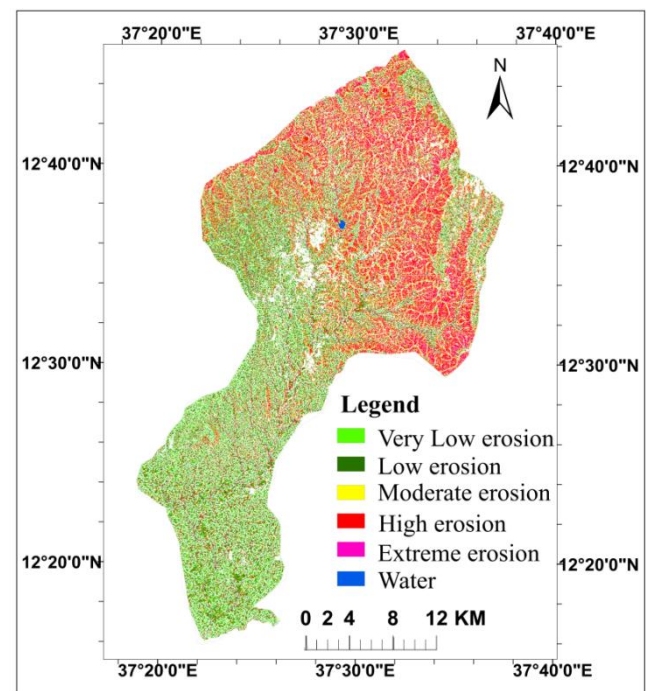 37°20'0"E 37°30'0"E 37°40'0"E
N
12°40'0"N 12°40'0"N
12°30'0"N 12°30'0"N
Legend
Very Low erosion
Low erosion
Moderate erosion
High erosion
Extreme erosion
Water
12°20'0"N 12°20'0"N
0 2 4 8 12 KM
37°20'0"E 37°30'0"E 37°40'0"E